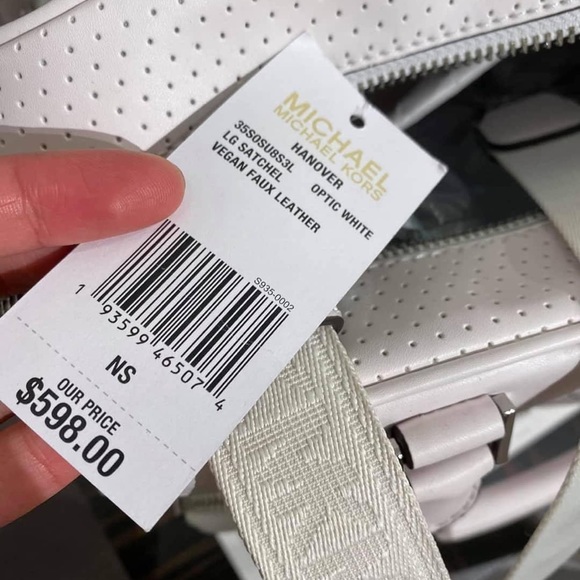 MICHAEL
MICHAEL KORS
HANOVER
35S0SU8S3L OPTIC WHITE
LG SATCHEL
VEGAN FAUX LEATHER
S935-0002
1 93599 46507 4
NS
OUR PRICE
$598.00